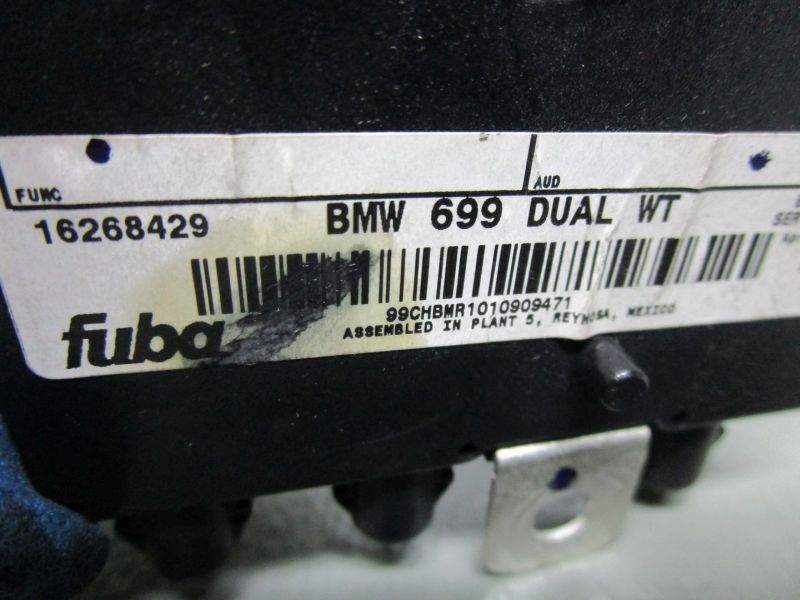 FUNC AUD
16268429 BMW 699 DUAL WT
99CHBMR1010909471
fuba ASSEMBLED IN PLANT 5, REYNOSA, MEXICO